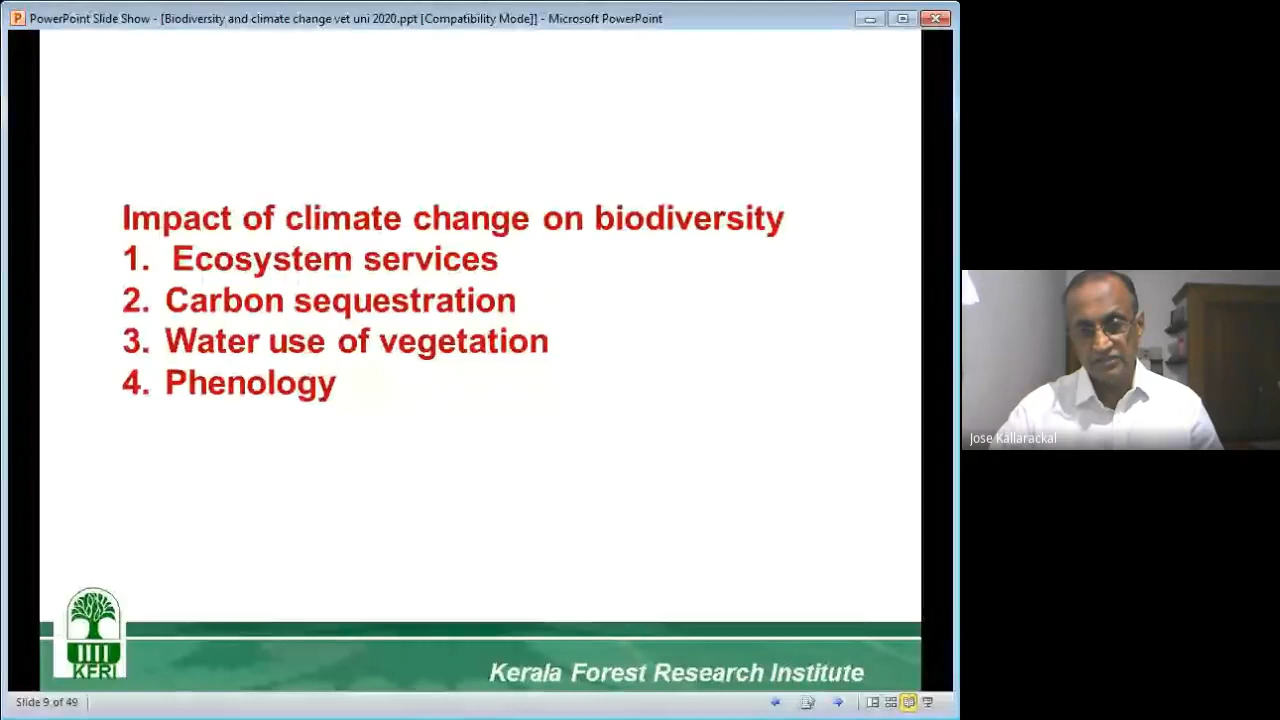 PowerPoint Slide Show - [Biodiversity and climate change vet uni 2020.ppt [Compatibility Mode]] - Microsoft PowerPoint
Impact of climate change on biodiversity
1. Ecosystem services
2. Carbon sequestration
3. Water use of vegetation
4. Phenology
Jose Kallarackal
KFRI
Kerala Forest Research Institute
Slide 9 of 49